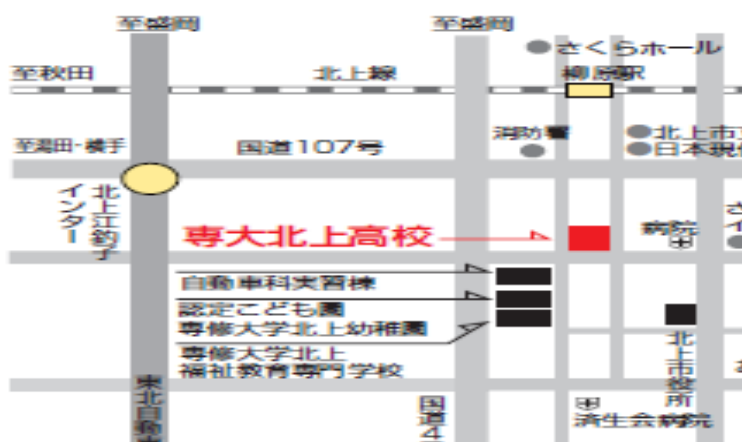 至盛岡
至盛岡
さくらホール
至秋田
北上線
柳原駅
至湯田・横手
国道107号
消防署
北上市
日本現
北上江釣子
インター
専大北上高校
病院
自動車科実習棟
認定こども園
専修大学北上幼稚園
専修大学北上
福祉教育専門学校
北上市役所
東北自動
国道4
済生会病院